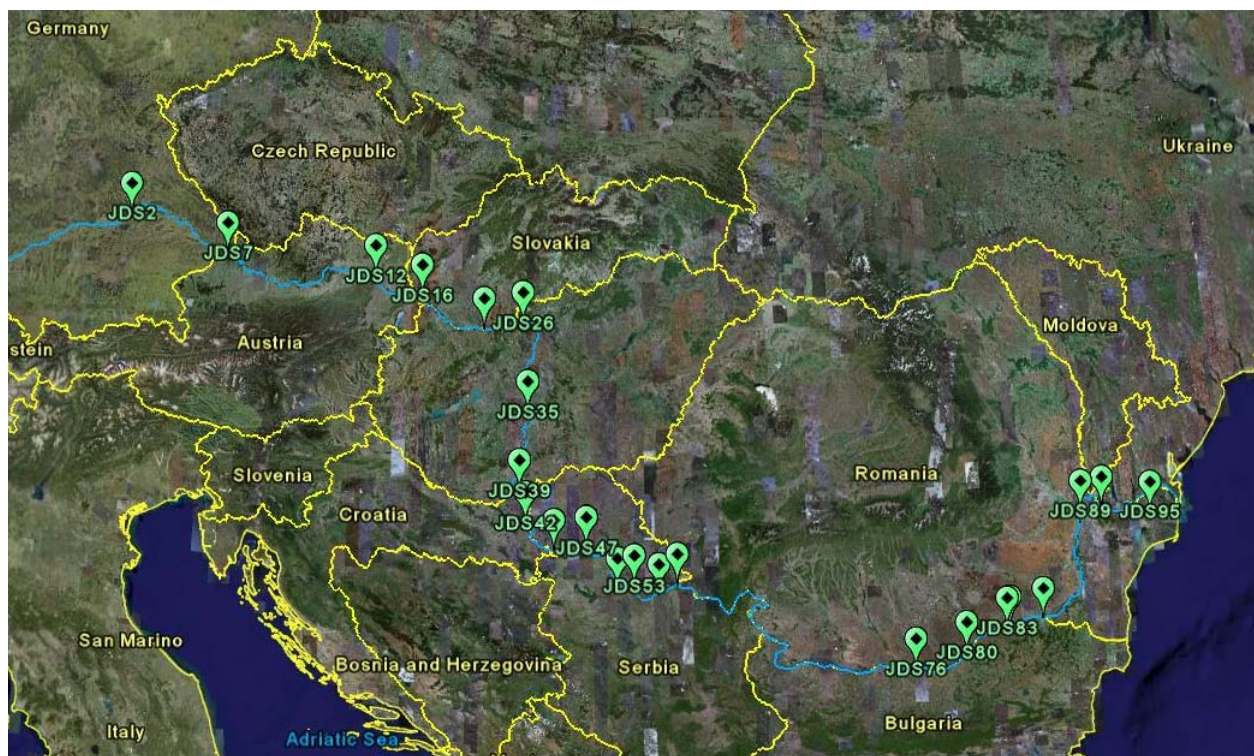 Germany
Czech Republic
Ukraine
JDS2
JDS7
JDS12
Slovakia
JDS16
JDS26
Moldova
Austria
stein
JDS35
Slovenia
Romania
JDS39
Croatia
JDS42
JDS89
JDS95
JDS47
JDS53
JDS83
San Marino
JDS80
Bosnia and Herzegovina
Serbia
JDS76
Italy
Adriatic Sea
Bulgaria